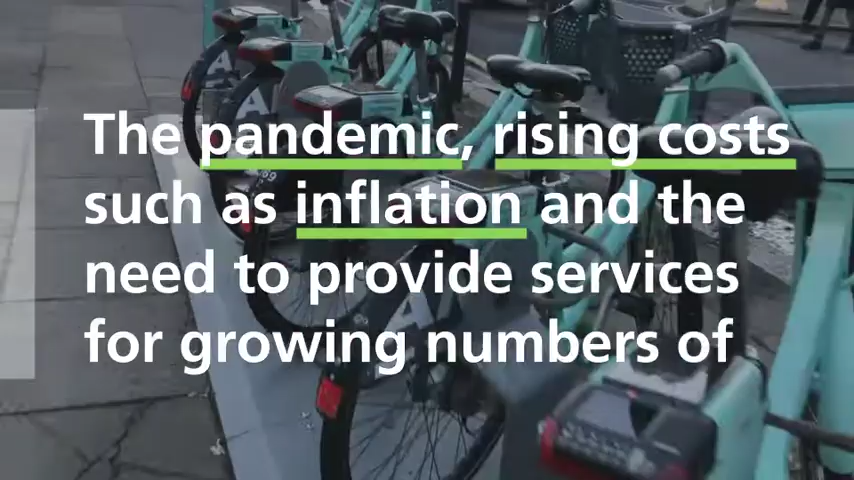 The pandemic, rising costs
such as inflation and the
need to provide services
for growing numbers of